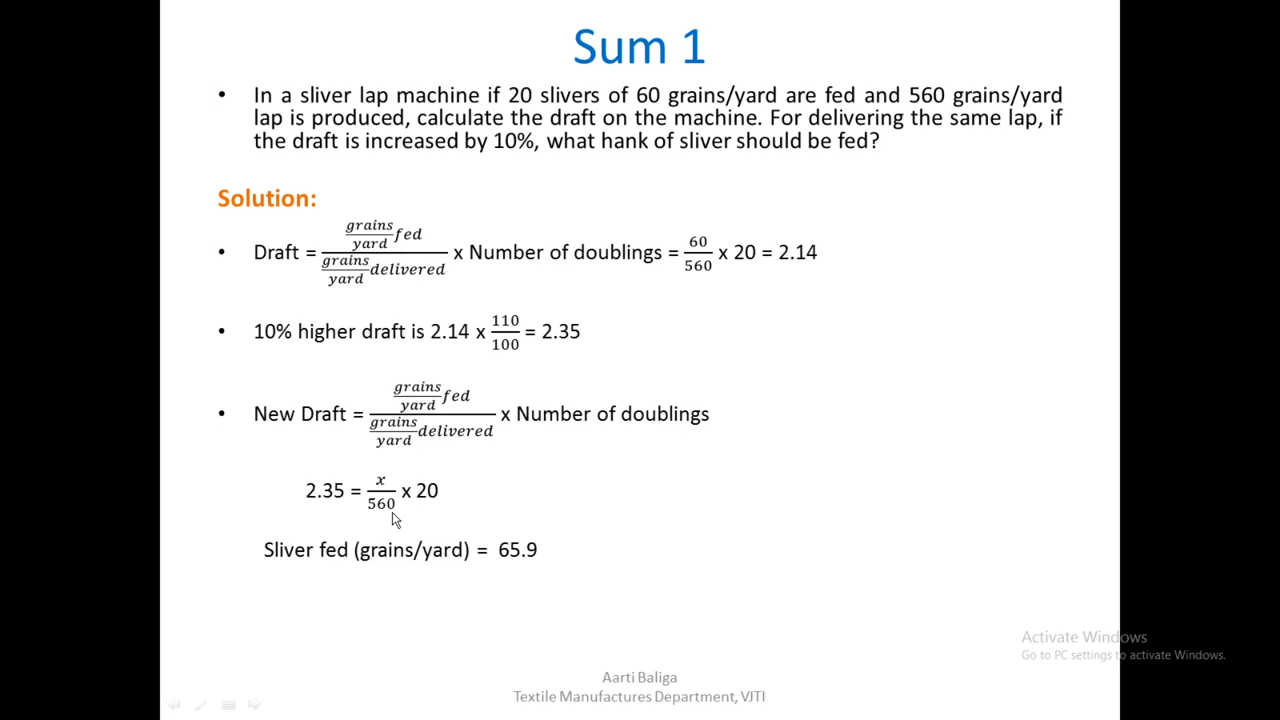 Sum 1
• In a sliver lap machine if 20 slivers of 60 grains/yard are fed and 560 grains/yard
lap is produced, calculate the draft on the machine. For delivering the same lap, if
the draft is increased by 10%, what hank of sliver should be fed?
Solution:
• Draft = (grains/yard fed)/(grains/yard delivered) x Number of doublings = 60/560 x 20 = 2.14
• 10% higher draft is 2.14 x 110/100 = 2.35
• New Draft = (grains/yard fed)/(grains/yard delivered) x Number of doublings
2.35 = x/560 x 20
Sliver fed (grains/yard) = 65.9
Activate Windows
Go to PC settings to activate Windows.
Aarti Baliga
Textile Manufactures Department, VJTI